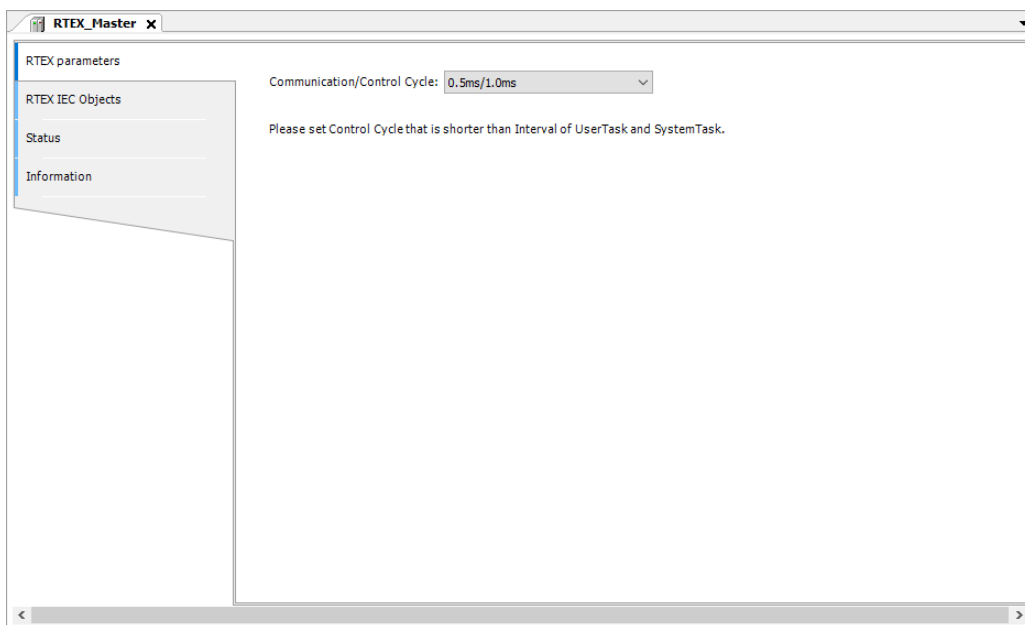 RTEX_Master
RTEX parameters
Communication/Control Cycle: 0.5ms/1.0ms
RTEX IEC Objects
Please set Control Cycle that is shorter than Interval of UserTask and SystemTask.
Status
Information